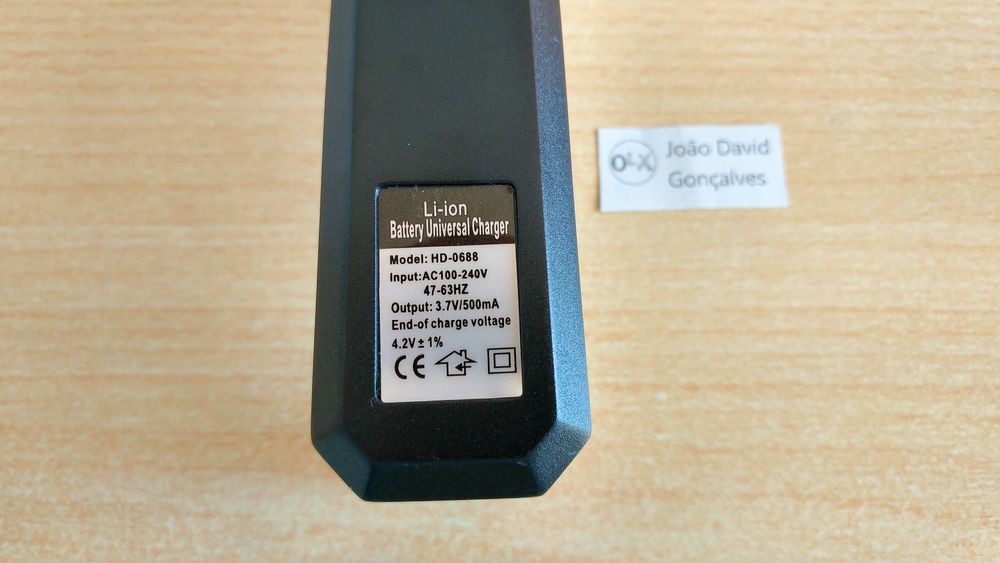 Li-ion
Battery Universal Charger
Model: HD-0688
Input:AC100-240V
47-63HZ
Output: 3.7V/500mA
End-of charge voltage
4.2V ± 1%
CE
OLX
João David
Gonçalves